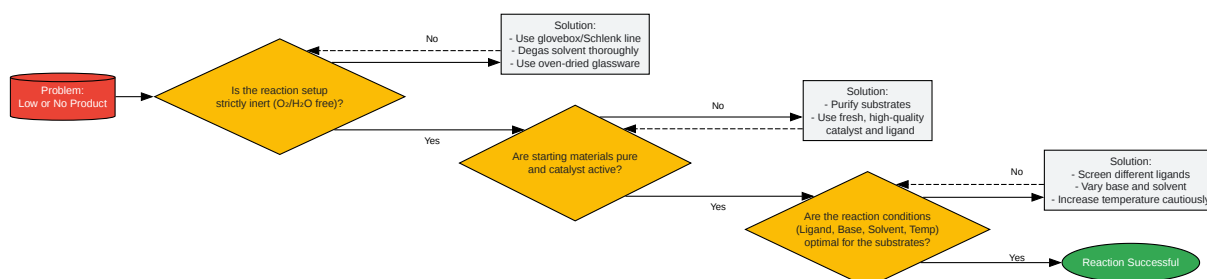 Problem:
Low or No Product
Is the reaction setup
strictly inert (O₂/H₂O free)?
No
Solution:
- Use glovebox/Schlenk line
- Degas solvent thoroughly
- Use oven-dried glassware
Yes
Are starting materials pure
and catalyst active?
No
Solution:
- Purify substrates
- Use fresh, high-quality
catalyst and ligand
Yes
Are the reaction conditions
(Ligand, Base, Solvent, Temp)
optimal for the substrates?
No
Solution:
- Screen different ligands
- Vary base and solvent
- Increase temperature cautiously
Yes
Reaction Successful